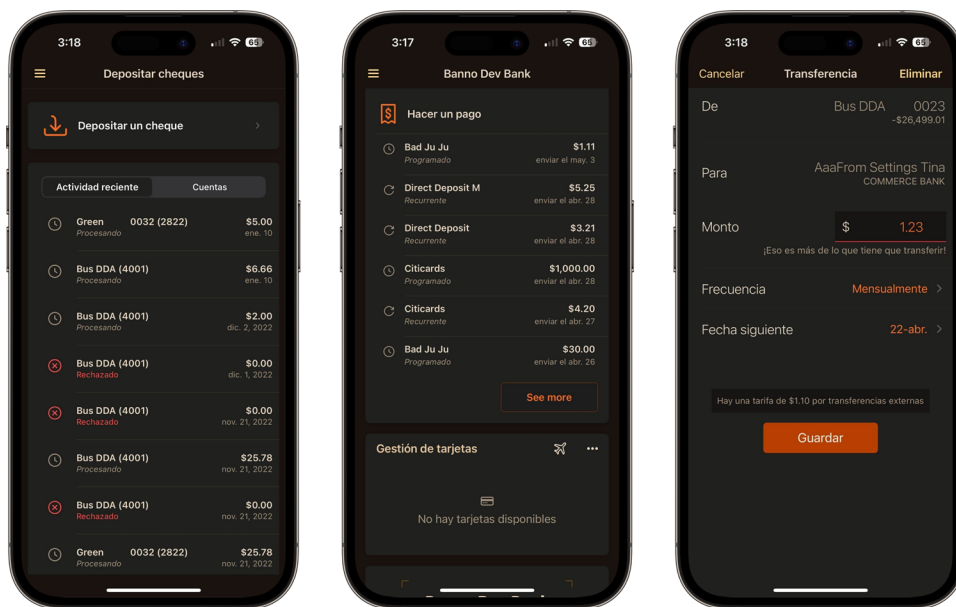 3:18
65
Depositar cheques
Depositar un cheque
Actividad reciente
Cuentas
Green 0032 (2822) $5.00
Procesando ene. 10
Bus DDA (4001) $6.66
Procesando ene. 10
Bus DDA (4001) $2.00
Procesando dic. 2, 2022
Bus DDA (4001) $0.00
Rechazado dic. 1, 2022
Bus DDA (4001) $0.00
Rechazado nov. 21, 2022
Bus DDA (4001) $25.78
Procesando nov. 21, 2022
Bus DDA (4001) $0.00
Rechazado nov. 21, 2022
Green 0032 (2822) $25.78
Procesando nov. 21, 2022
3:17
65
Banno Dev Bank
$ Hacer un pago
Bad Ju Ju $1.11
Programado enviar el may. 3
Direct Deposit M $5.25
Recurrente enviar el abr. 28
Direct Deposit $3.21
Recurrente enviar el abr. 28
Citicards $1,000.00
Programado enviar el abr. 28
Citicards $4.20
Recurrente enviar el abr. 27
Bad Ju Ju $30.00
Programado enviar el abr. 26
See more
Gestión de tarjetas
No hay tarjetas disponibles
3:18
65
Cancelar Transferencia Eliminar
De Bus DDA 0023
-$26,499.01
Para AaaFrom Settings Tina
COMMERCE BANK
Monto $ 1.23
¡Eso es más de lo que tiene que transferir!
Frecuencia Mensualmente
Fecha siguiente 22-abr.
Hay una tarifa de $1.10 por transferencias externas
Guardar